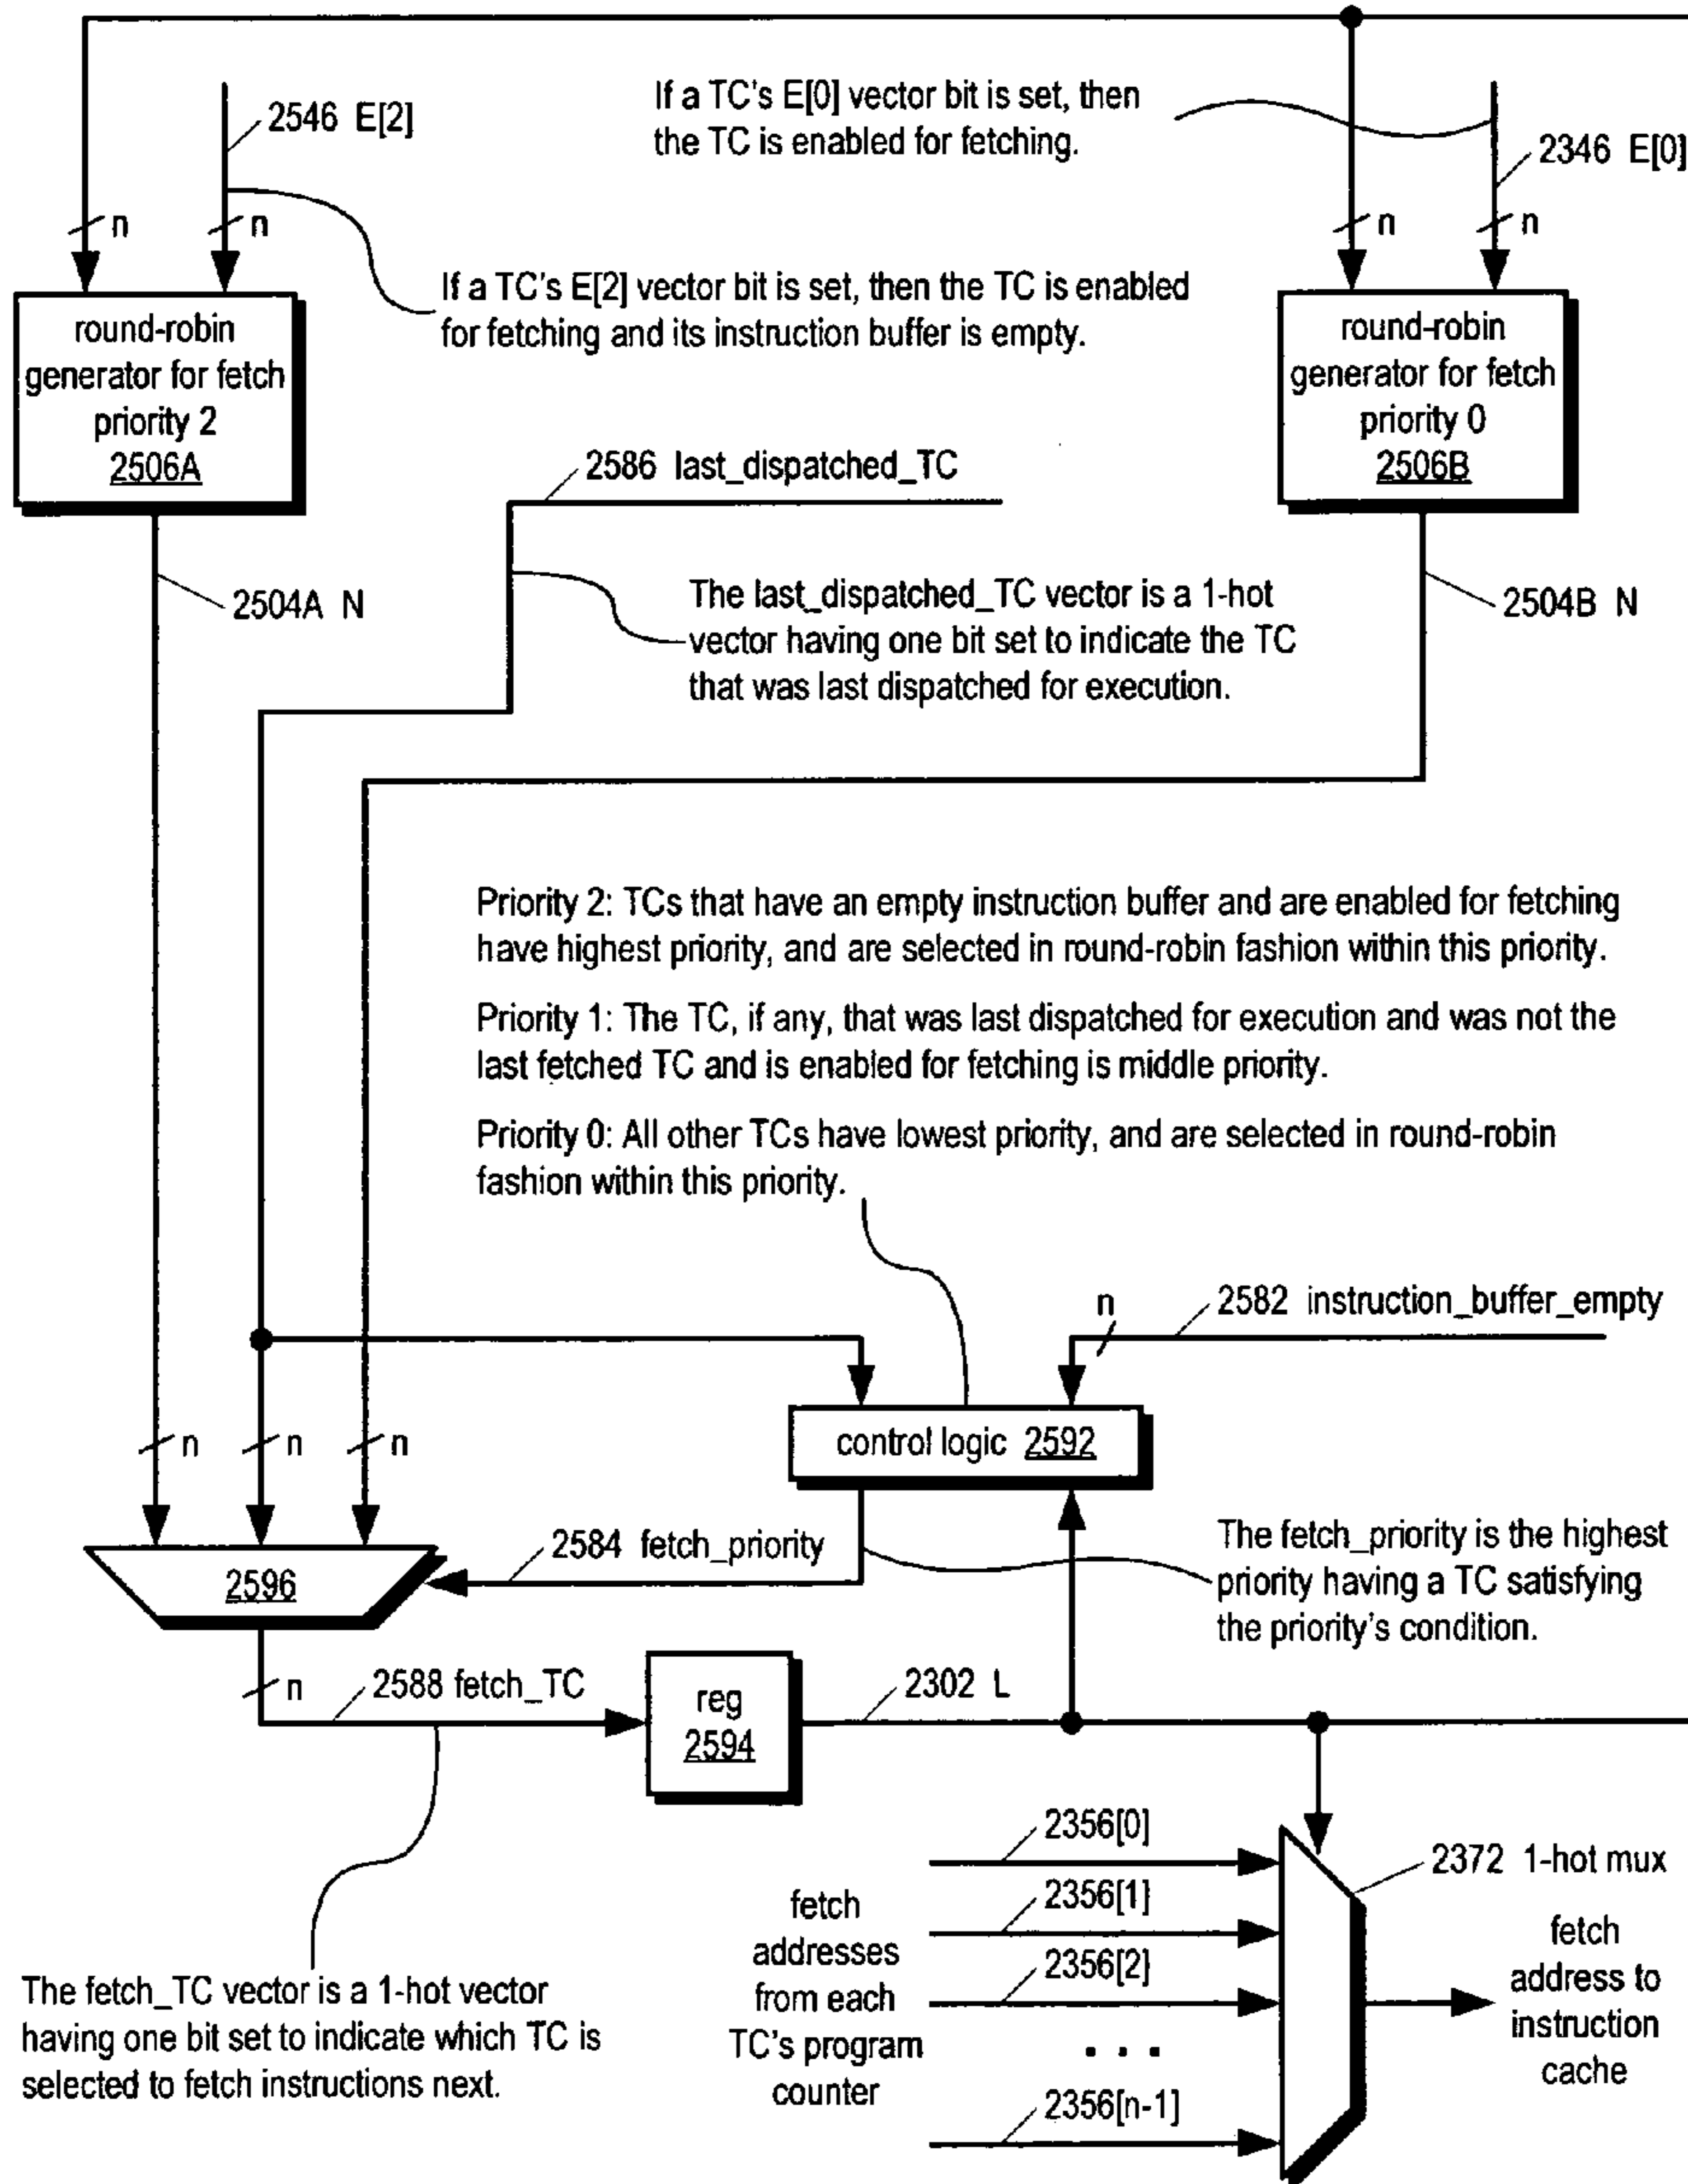 2546 E[2]
If a TC's E[0] vector bit is set, then
the TC is enabled for fetching.
2346 E[0]
n
n
n
n
If a TC's E[2] vector bit is set, then the TC is enabled
for fetching and its instruction buffer is empty.
round-robin
generator for fetch
priority 2
2506A
round-robin
generator for fetch
priority 0
2506B
2586 last_dispatched_TC
2504A N
The last_dispatched_TC vector is a 1-hot
vector having one bit set to indicate the TC
that was last dispatched for execution.
2504B N
Priority 2: TCs that have an empty instruction buffer and are enabled for fetching
have highest priority, and are selected in round-robin fashion within this priority.
Priority 1: The TC, if any, that was last dispatched for execution and was not the
last fetched TC and is enabled for fetching is middle priority.
Priority 0: All other TCs have lowest priority, and are selected in round-robin
fashion within this priority.
n
2582 instruction_buffer_empty
n
n
n
control logic 2592
2584 fetch_priority
The fetch_priority is the highest
priority having a TC satisfying
the priority's condition.
2596
n
2588 fetch_TC
reg
2594
2302 L
2356[0]
2356[1]
2356[2]
. . .
2356[n-1]
fetch
addresses
from each
TC's program
counter
2372 1-hot mux
fetch
address to
instruction
cache
The fetch_TC vector is a 1-hot vector
having one bit set to indicate which TC is
selected to fetch instructions next.